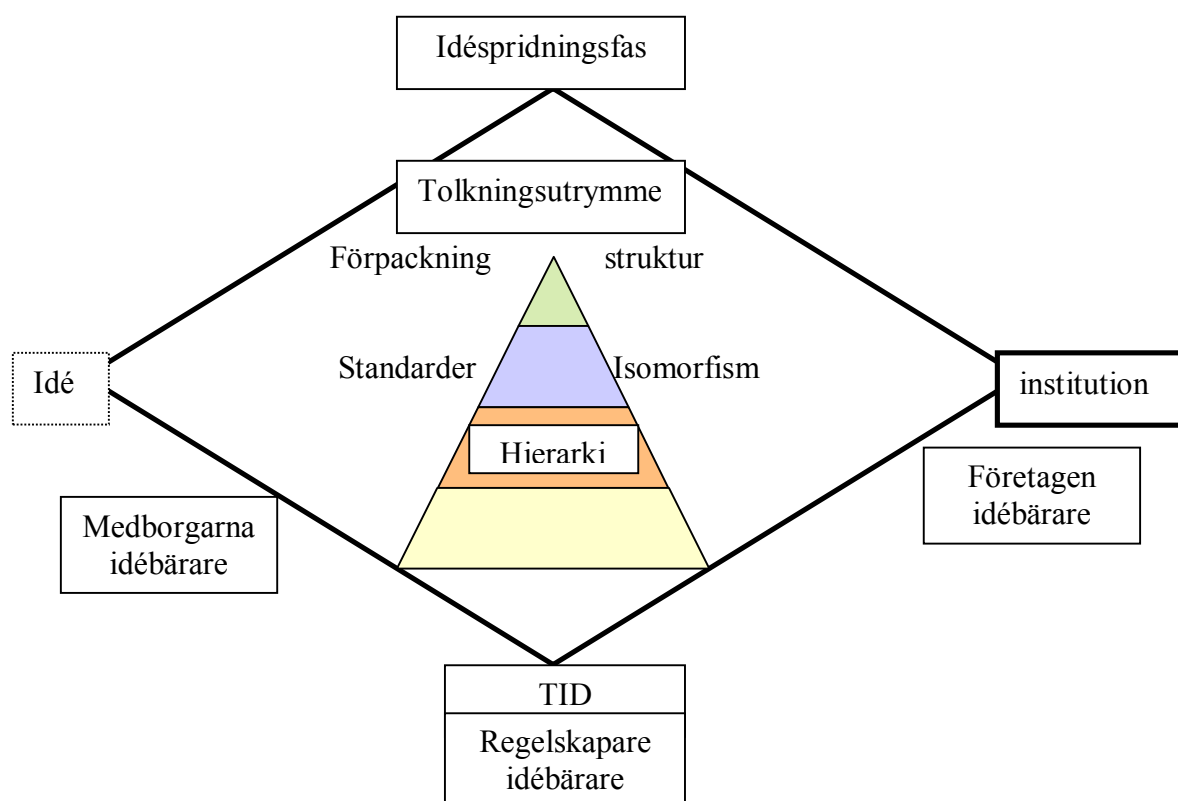 Idéspridningsfas
Tolkningsutrymme
Förpackning struktur
Standarder Isomorfism
Idé
institution
Hierarki
Medborgarna
idébärare
Företagen
idébärare
TID
Regelskapare
idébärare